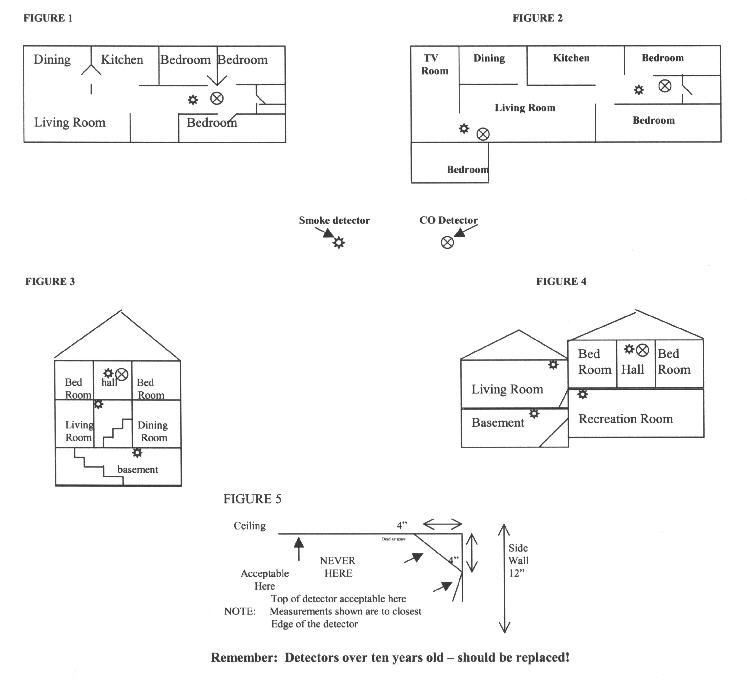 FIGURE 1
FIGURE 2
Dining Kitchen Bedroom Bedroom
Living Room Bedroom
TV Room Dining Kitchen Bedroom
Living Room
Bedroom
Bedroom
Smoke detector CO Detector
FIGURE 3
FIGURE 4
Bed Room hall Bed Room
Living Room Dining Room
basement
Bed Room Hall Bed Room
Living Room
Basement Recreation Room
FIGURE 5
Ceiling 4”
4”
Side
Wall
12”
NEVER
HERE
Acceptable
Here
Top of detector acceptable here
NOTE: Measurements shown are to closest
Edge of the detector
Remember: Detectors over ten years old – should be replaced!